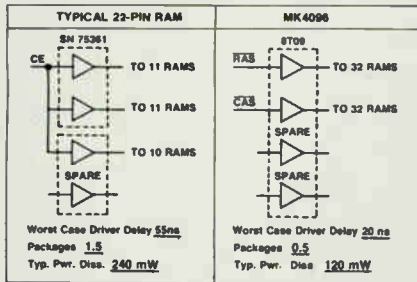 TYPICAL 22-PIN RAM
SN 75361
CE
TO 11 RAMS
TO 11 RAMS
TO 10 RAMS
SPARE
Worst Case Driver Delay 55ns
Packages 1.5
Typ. Pwr. Diss. 240 mW
MK4096
8T09
RAS
TO 32 RAMS
CAS
TO 32 RAMS
SPARE
SPARE
Worst Case Driver Delay 20 ns
Packages 0.5
Typ. Pwr. Diss 120 mW